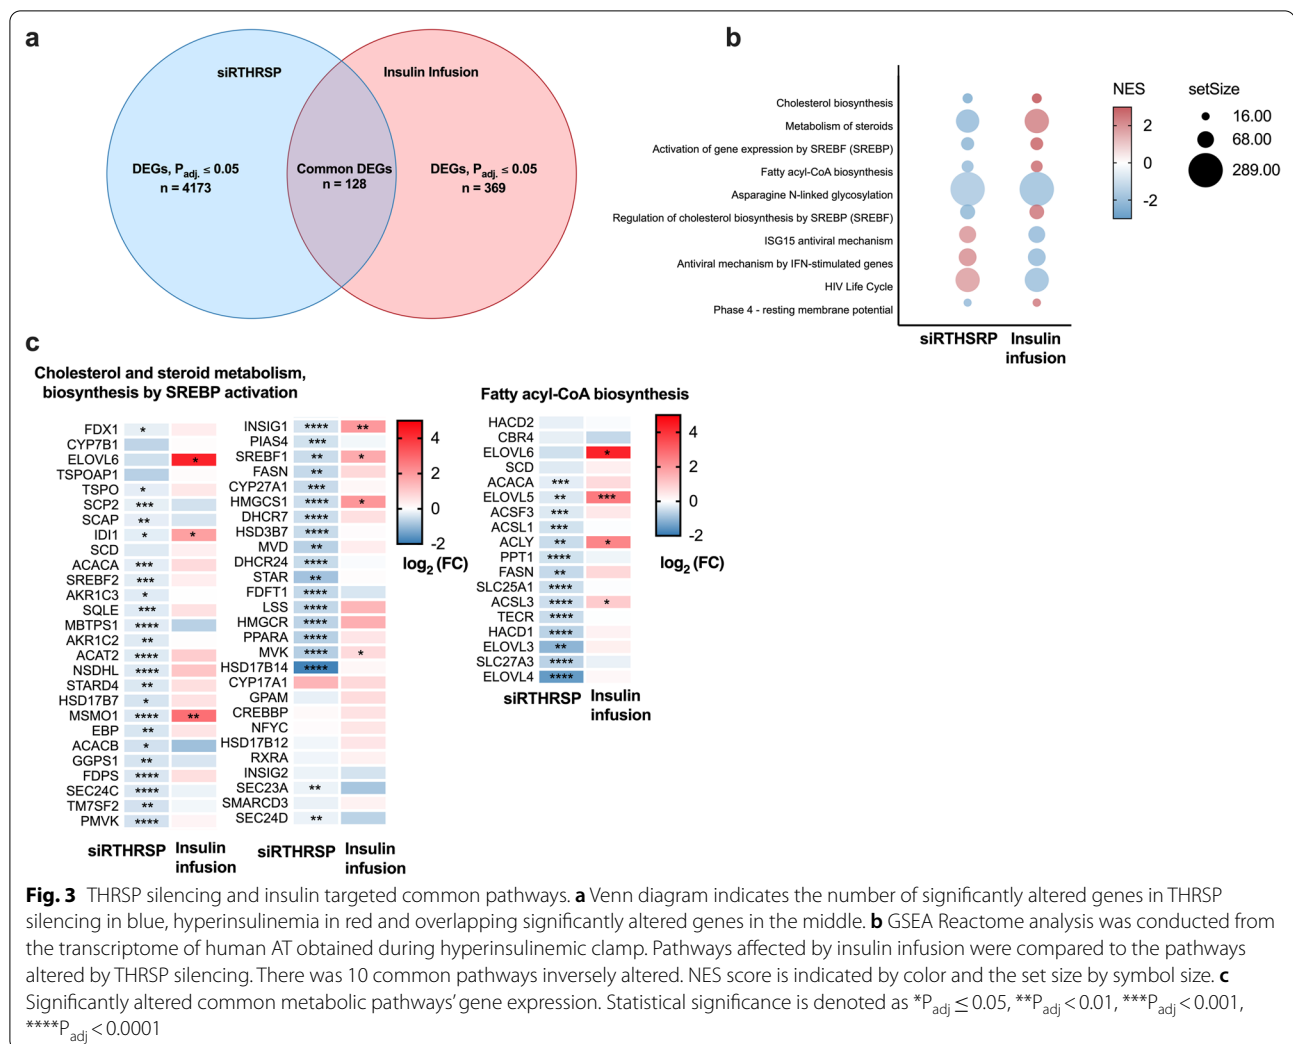 a
siRTHRSP
Insulin Infusion
DEGs, Padj. ≤ 0.05
n = 4173
Common DEGs
n = 128
DEGs, Padj. ≤ 0.05
n = 369
b
Cholesterol biosynthesis
Metabolism of steroids
Activation of gene expression by SREBF (SREBP)
Fatty acyl-CoA biosynthesis
Asparagine N-linked glycosylation
Regulation of cholesterol biosynthesis by SREBP (SREBF)
ISG15 antiviral mechanism
Antiviral mechanism by IFN-stimulated genes
HIV Life Cycle
Phase 4 - resting membrane potential
siRTHSRP
Insulin
infusion
NES
2
0
-2
setSize
16.00
68.00
289.00
c
Cholesterol and steroid metabolism,
biosynthesis by SREBP activation
FDX1 *
CYP7B1
ELOVL6 *
TSPOAP1
TSPO *
SCP2 ***
SCAP **
IDI1 * *
SCD
ACACA ***
SREBF2 ***
AKR1C3 *
SQLE ***
MBTPS1 ****
AKR1C2 **
ACAT2 ****
NSDHL ****
STARD4 **
HSD17B7 *
MSMO1 **** **
EBP **
ACACB *
GGPS1 **
FDPS ****
SEC24C ****
TM7SF2 **
PMVK ****
siRTHRSP
Insulin
infusion
INSIG1 **** **
PIAS4 ***
SREBF1 ** *
FASN **
CYP27A1 ***
HMGCS1 **** *
DHCR7 ****
HSD3B7 ****
MVD **
DHCR24 ****
STAR **
FDFT1 ****
LSS ****
HMGCR ****
PPARA ****
MVK **** *
HSD17B14 ****
CYP17A1
GPAM
CREBBP
NFYC
HSD17B12
RXRA
INSIG2
SEC23A **
SMARCD3
SEC24D **
siRTHRSP
Insulin
infusion
4
2
0
-2
log2 (FC)
Fatty acyl-CoA biosynthesis
HACD2
CBR4
ELOVL6 *
SCD
ACACA ***
ELOVL5 ** ***
ACSF3 ***
ACSL1 ***
ACLY ** *
PPT1 ****
FASN **
SLC25A1 ****
ACSL3 **** *
TECR ****
HACD1 ****
ELOVL3 **
SLC27A3 ****
ELOVL4 ****
siRTHRSP
Insulin
infusion
4
2
0
-2
log2 (FC)
Fig. 3 THRSP silencing and insulin targeted common pathways. a Venn diagram indicates the number of significantly altered genes in THRSP
silencing in blue, hyperinsulinemia in red and overlapping significantly altered genes in the middle. b GSEA Reactome analysis was conducted from
the transcriptome of human AT obtained during hyperinsulinemic clamp. Pathways affected by insulin infusion were compared to the pathways
altered by THRSP silencing. There was 10 common pathways inversely altered. NES score is indicated by color and the set size by symbol size. c
Significantly altered common metabolic pathways' gene expression. Statistical significance is denoted as *Padj ≤ 0.05, **Padj < 0.01, ***Padj < 0.001,
****Padj < 0.0001